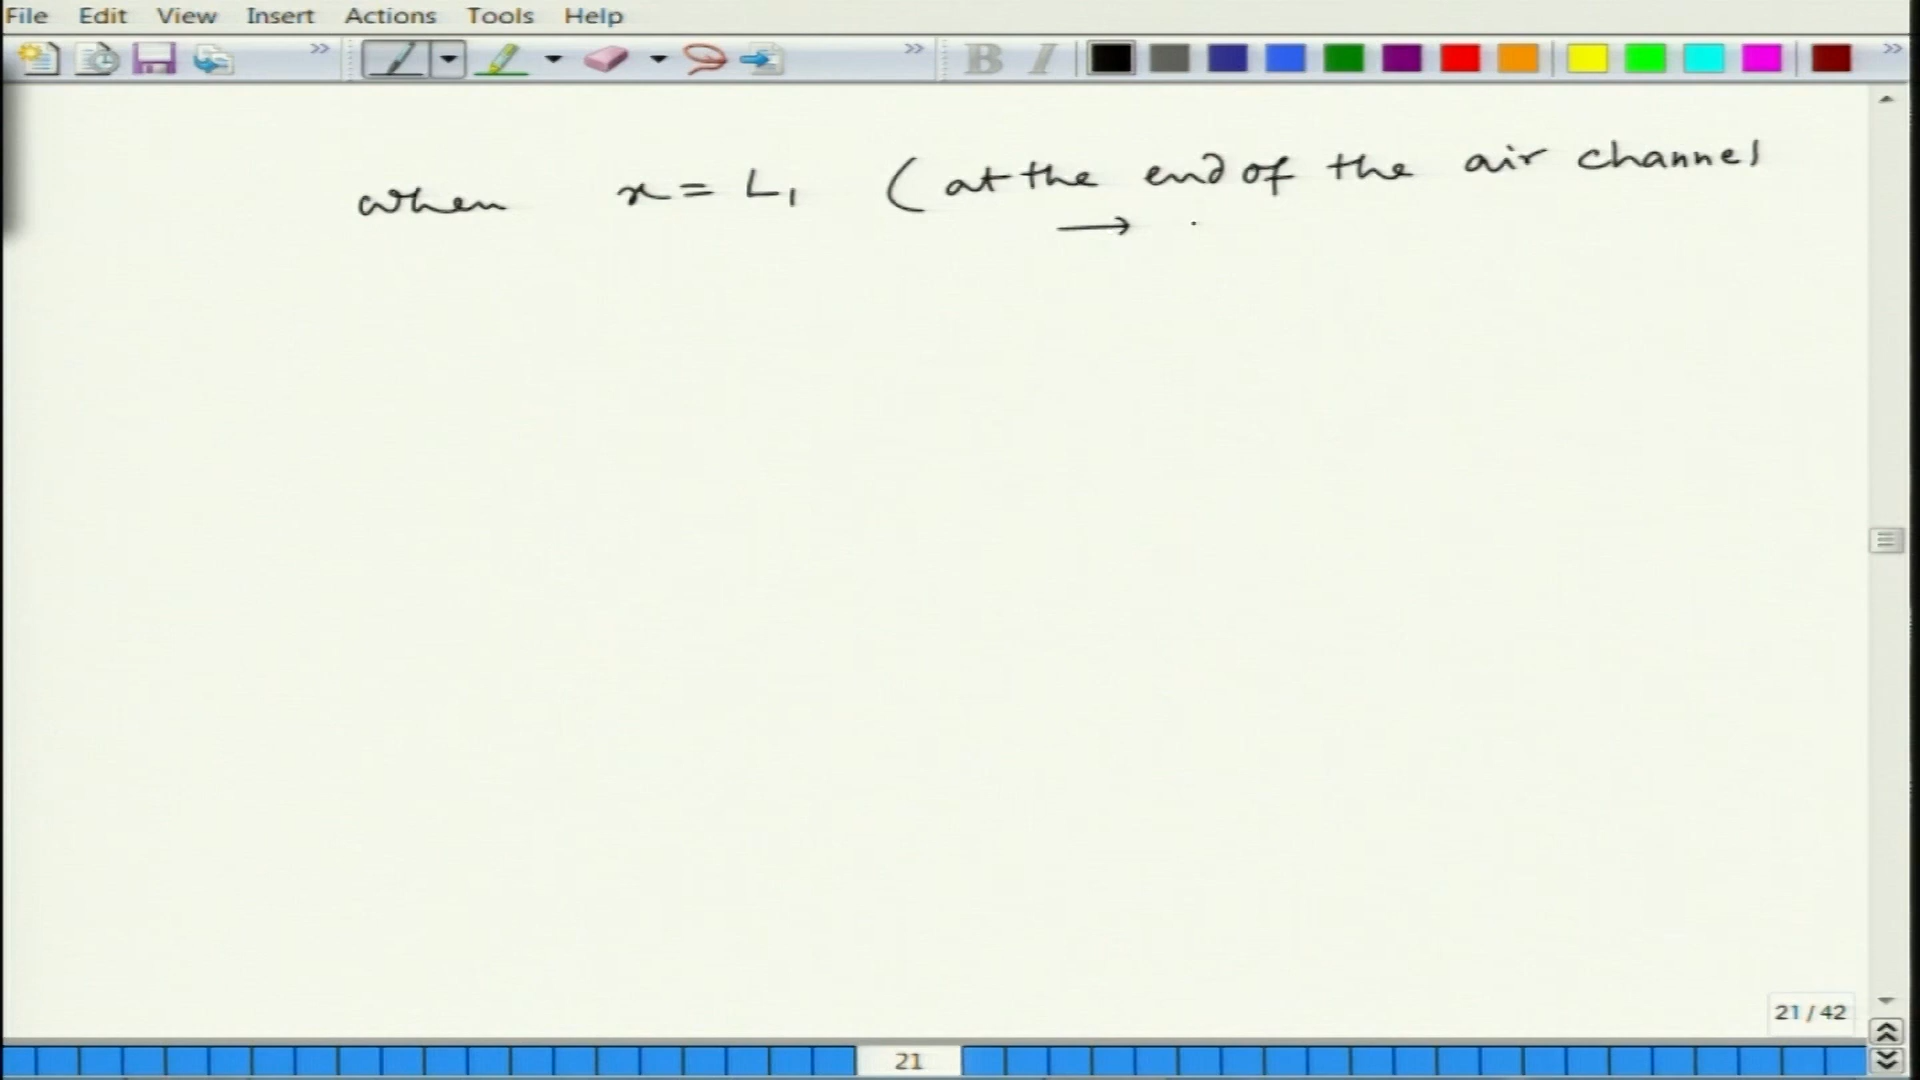 File Edit View Insert Actions Tools Help
B I
when x = L₁ (at the end of the air channel
→ .
21 / 42
21